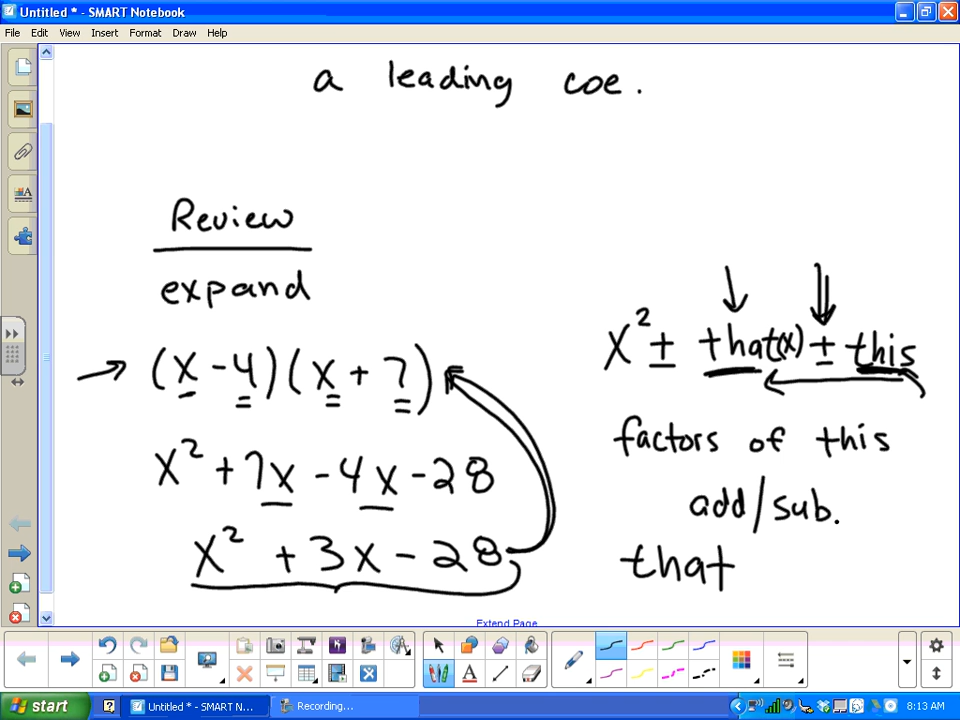 Untitled * - SMART Notebook
File Edit View Insert Format Draw Help
a leading coe.
Review
expand
(x - 4)(x + 7)
x² + 7x - 4x - 28
x² + 3x - 28
x² ± that(x) ± this
factors of this
add/sub.
that
Extend Page
start
Untitled * - SMART N...
Recording...
8:13 AM